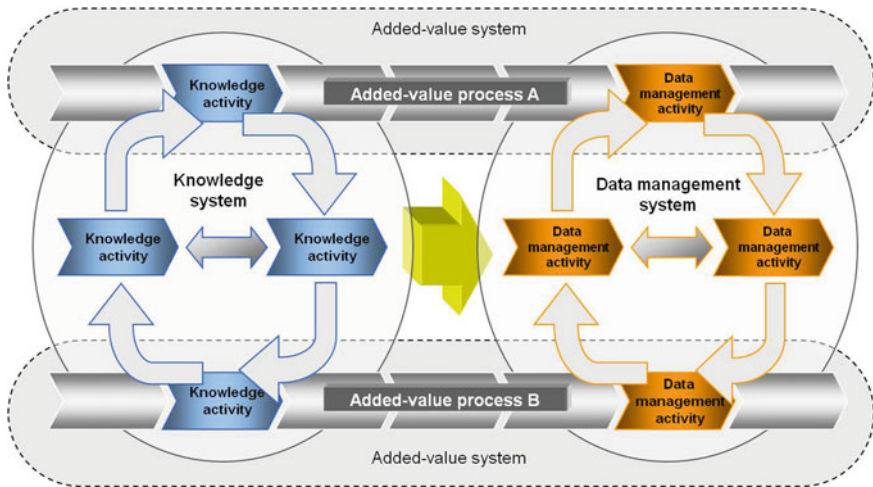 Added-value system
Knowledge
activity
Added-value process A
Data
management
activity
Knowledge
system
Data management
system
Knowledge
activity
Knowledge
activity
Data
management
activity
Data
management
activity
Knowledge
activity
Added-value process B
Data
management
activity
Added-value system